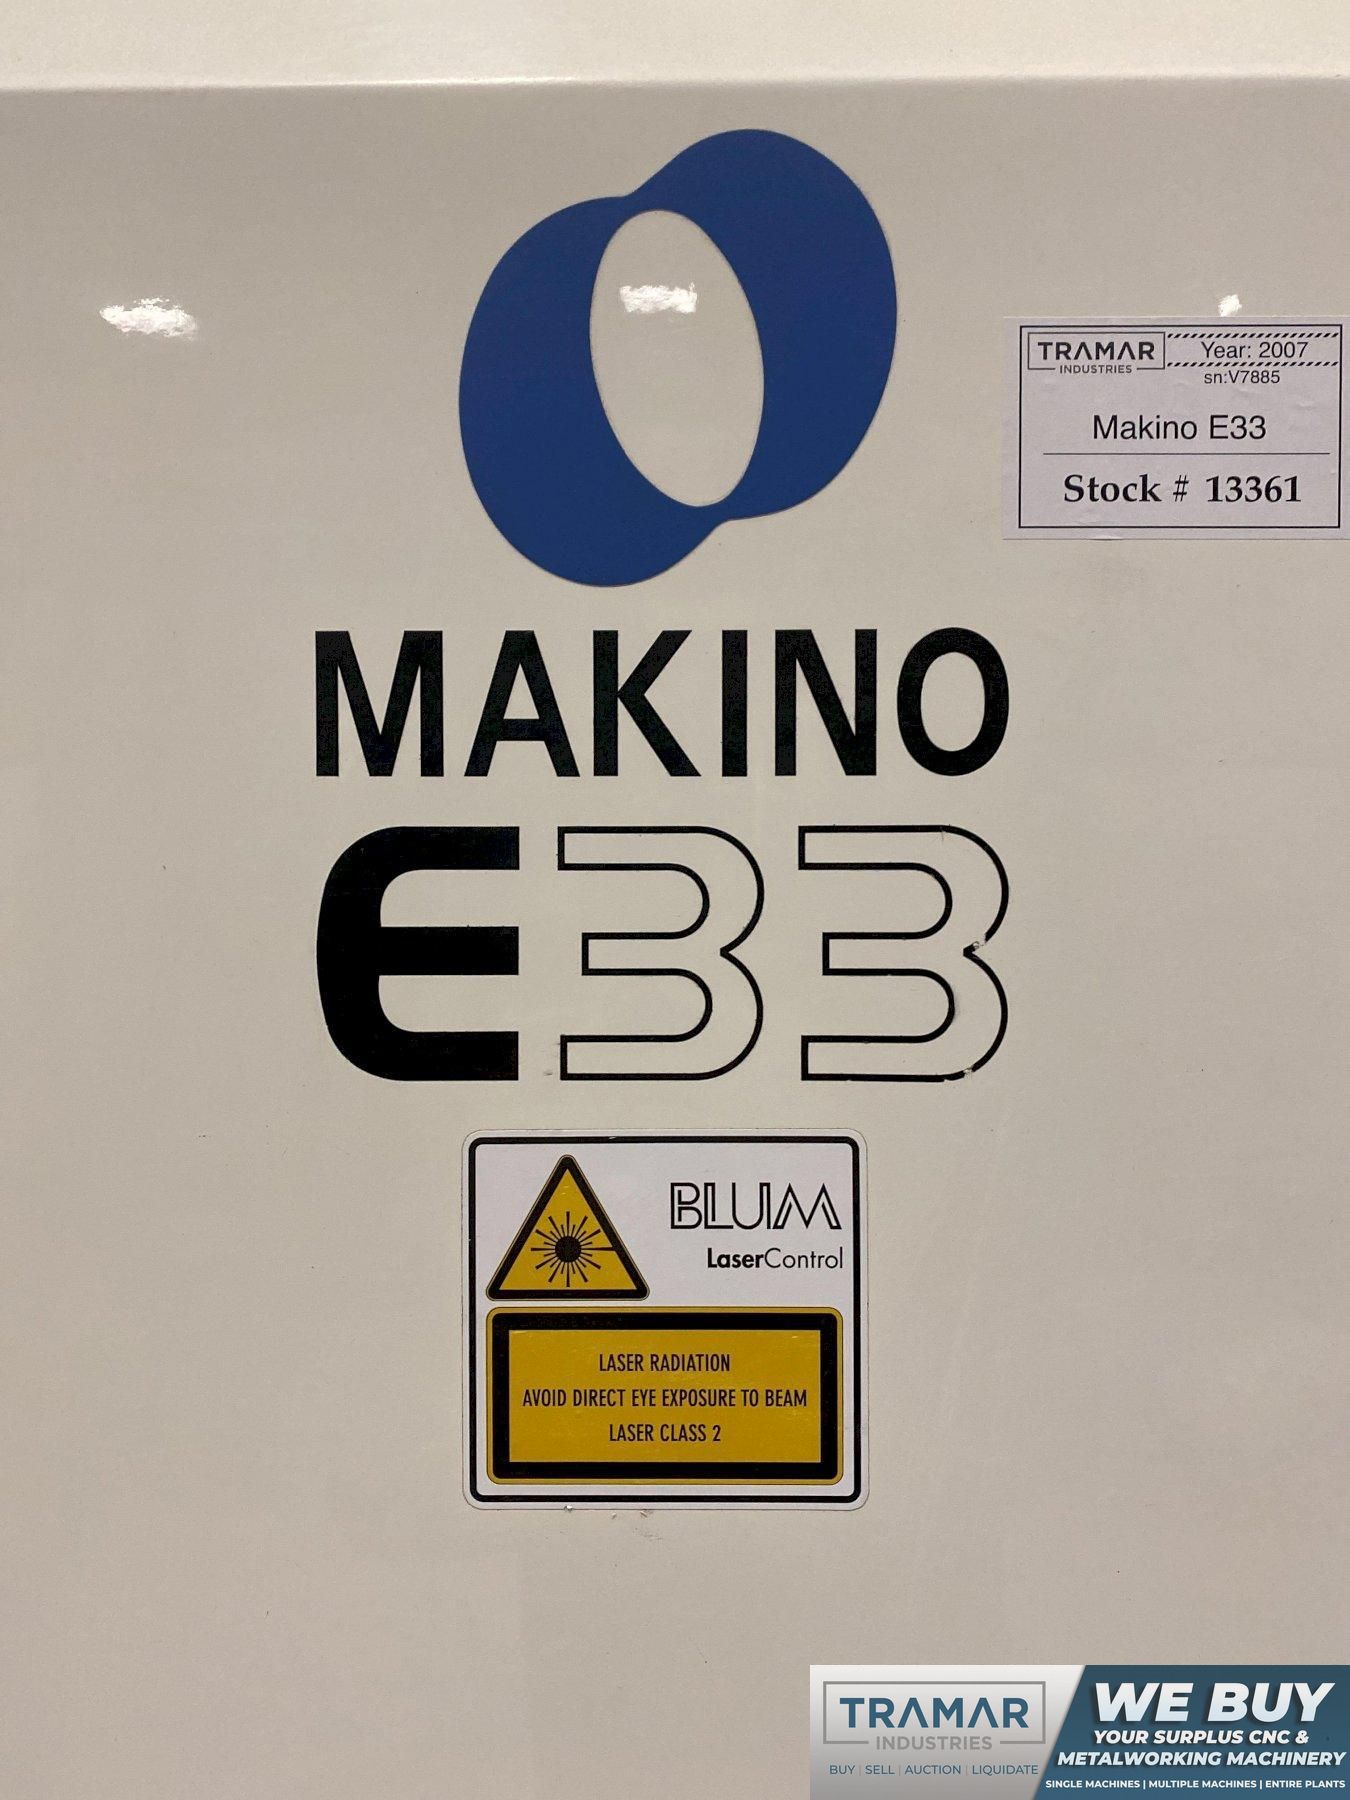 TRAMAR
INDUSTRIES
Year: 2007
sn:V7885
Makino E33
Stock # 13361
MAKINO
E33
BLUM
LaserControl
LASER RADIATION
AVOID DIRECT EYE EXPOSURE TO BEAM
LASER CLASS 2
TRAMAR
INDUSTRIES
BUY | SELL | AUCTION | LIQUIDATE
WE BUY
YOUR SURPLUS CNC &
METALWORKING MACHINERY
SINGLE MACHINES | MULTIPLE MACHINES | ENTIRE PLANTS